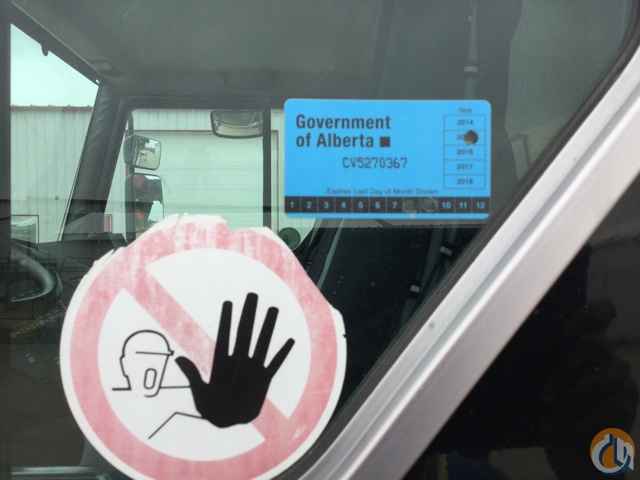 Government
of Alberta
CV5270367
Year
2014
2016
2017
2018
Expires Last Day of Month Shown
1 2 3 4 5 6 7 10 11 12